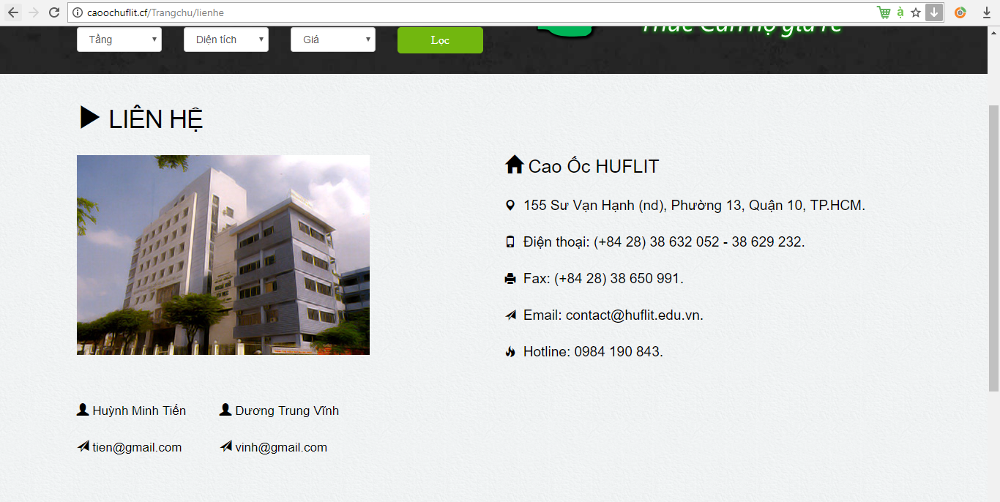 caoochuflit.cf/Trangchu/lienhe
Tầng
Diện tích
Giá
Lọc
LIÊN HỆ
Cao Ốc HUFLIT
155 Sư Vạn Hạnh (nd), Phường 13, Quận 10, TP.HCM.
Điện thoại: (+84 28) 38 632 052 - 38 629 232.
Fax: (+84 28) 38 650 991.
Email: contact@huflit.edu.vn.
Hotline: 0984 190 843.
Huỳnh Minh Tiến
Dương Trung Vĩnh
tien@gmail.com
vinh@gmail.com